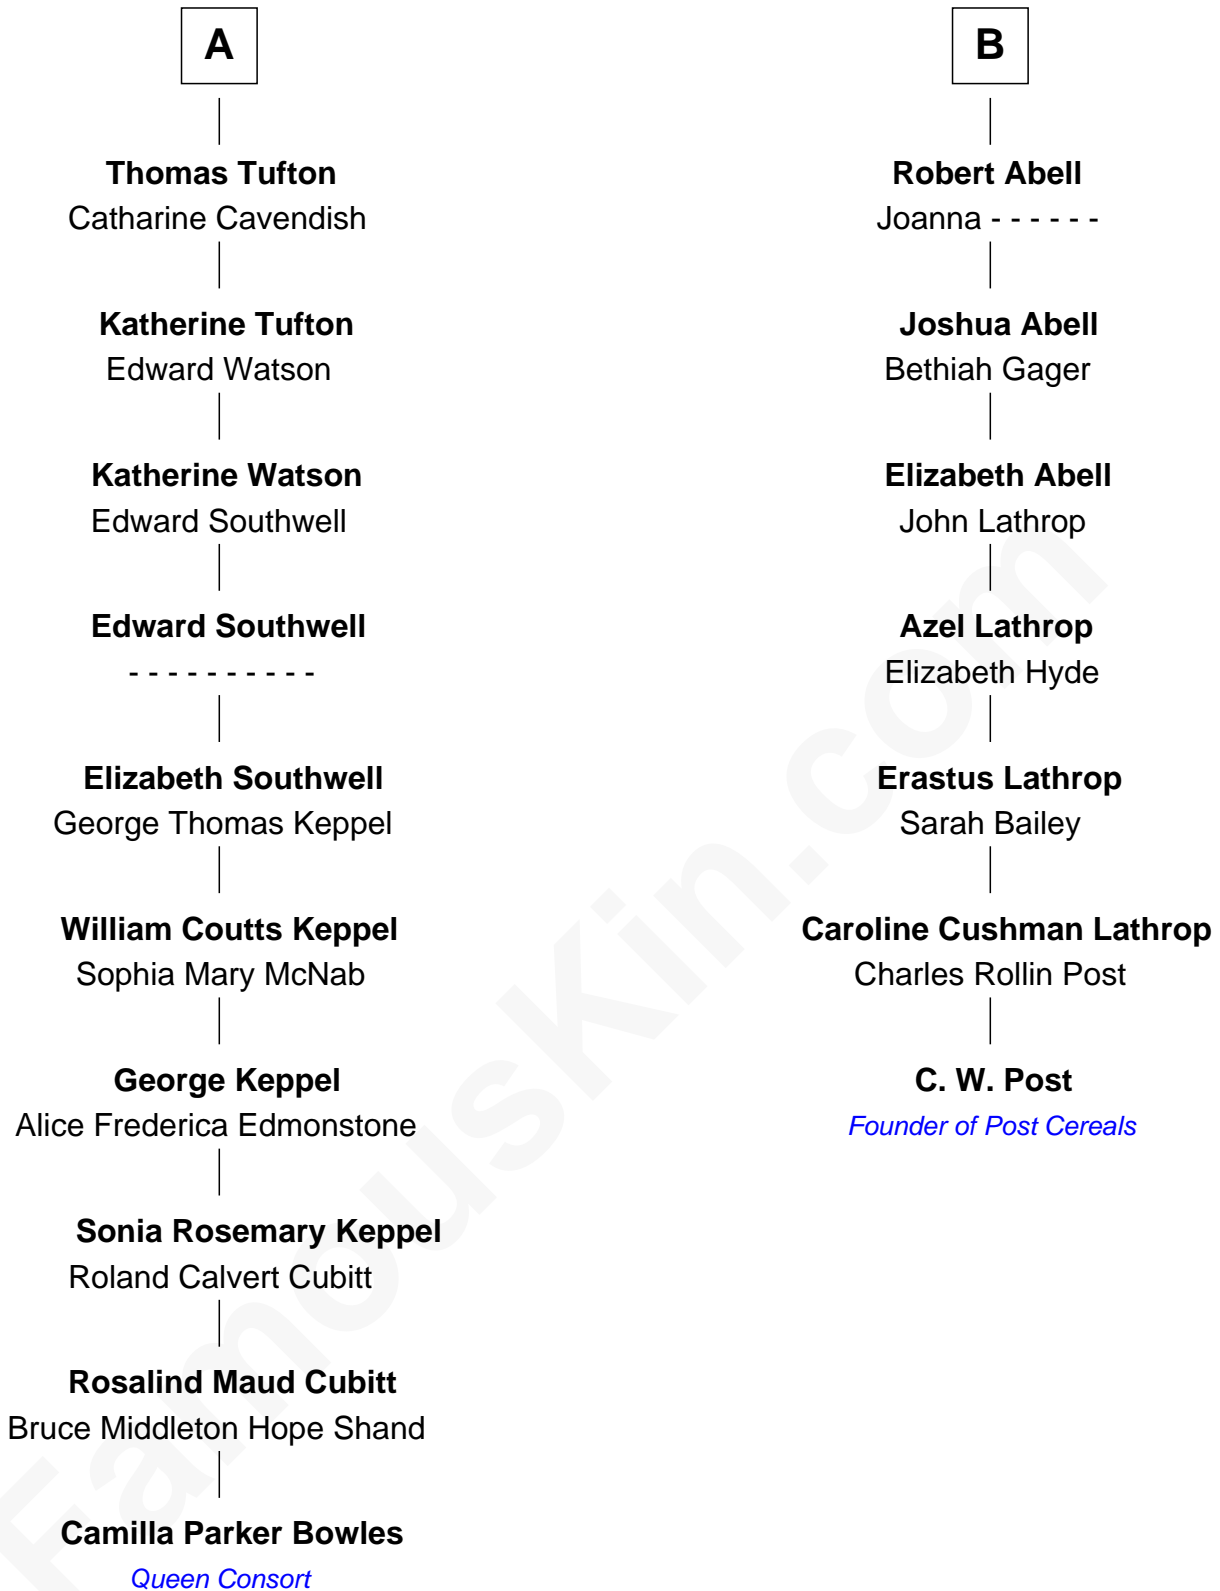 A
Thomas Tufton
Catharine Cavendish
Katherine Tufton
Edward Watson
Katherine Watson
Edward Southwell
Edward Southwell
- - - - - - - - - -
Elizabeth Southwell
George Thomas Keppel
William Coutts Keppel
Sophia Mary McNab
George Keppel
Alice Frederica Edmonstone
Sonia Rosemary Keppel
Roland Calvert Cubitt
Rosalind Maud Cubitt
Bruce Middleton Hope Shand
Camilla Parker Bowles
Queen Consort
B
Robert Abell
Joanna - - - - - -
Joshua Abell
Bethiah Gager
Elizabeth Abell
John Lathrop
Azel Lathrop
Elizabeth Hyde
Erastus Lathrop
Sarah Bailey
Caroline Cushman Lathrop
Charles Rollin Post
C. W. Post
Founder of Post Cereals
FamousKin.com